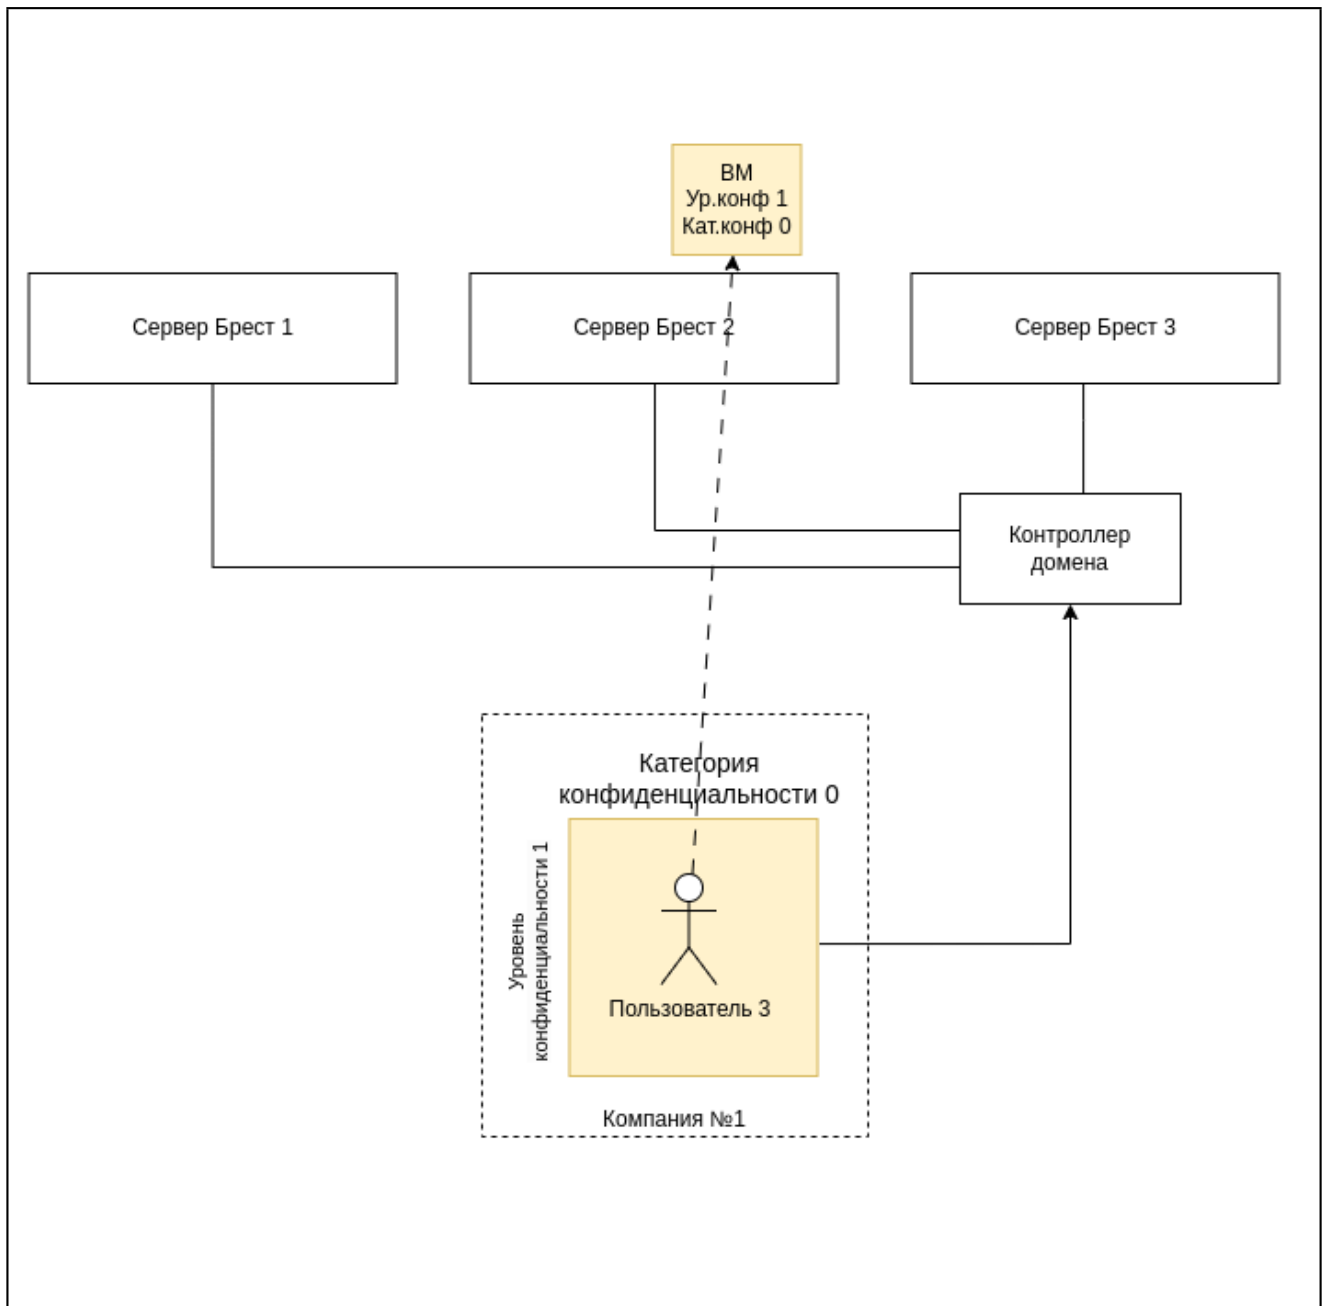 ВМ
Ур.конф 1
Кат.конф 0
Сервер Брест 1
Сервер Брест 2
Сервер Брест 3
Контроллер
домена
Категория
конфиденциальности 0
Уровень
конфиденциальности 1
Пользователь 3
Компания №1